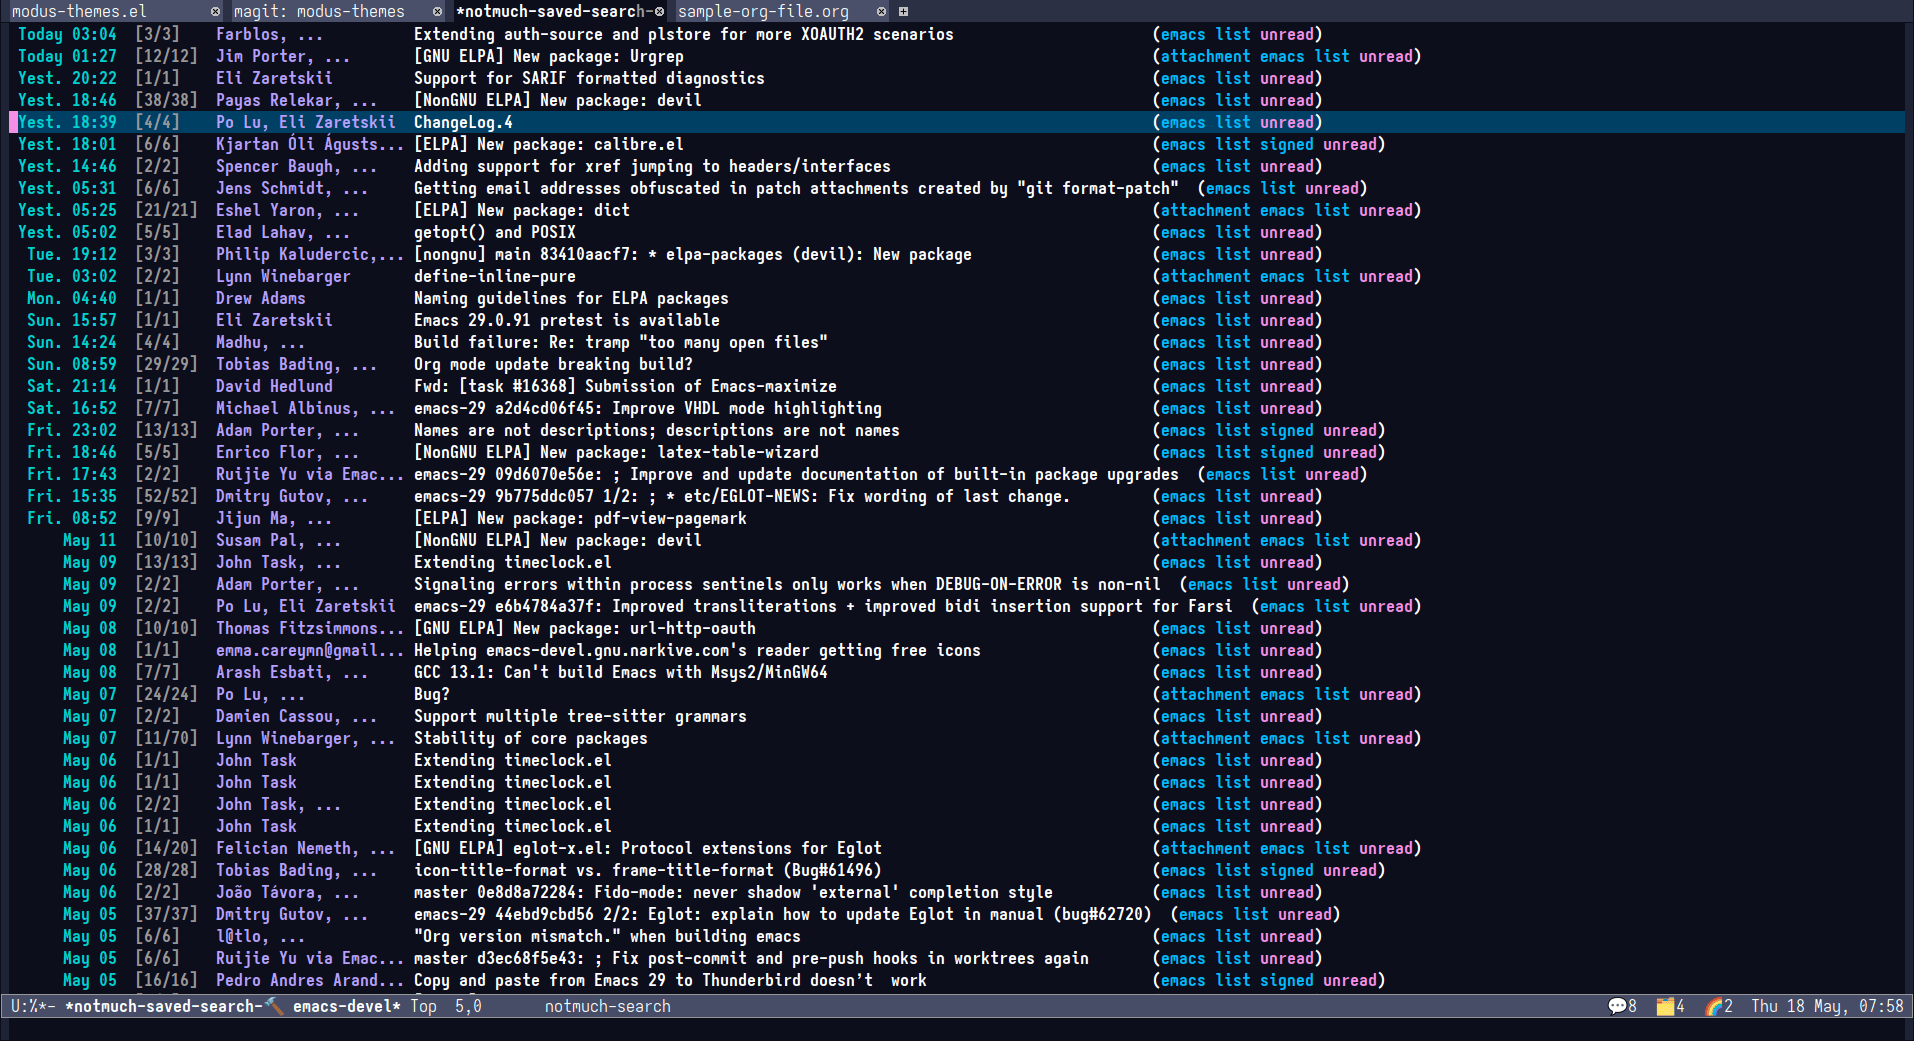 modus-themes.el magit: modus-themes *notmuch-saved-search- sample-org-file.org
Today 03:04 [3/3] Farblos, ... Extending auth-source and plstore for more XOAUTH2 scenarios (emacs list unread)
Today 01:27 [12/12] Jim Porter, ... [GNU ELPA] New package: Urgrep (attachment emacs list unread)
Yest. 20:22 [1/1] Eli Zaretskii Support for SARIF formatted diagnostics (emacs list unread)
Yest. 18:46 [38/38] Payas Relekar, ... [NonGNU ELPA] New package: devil (emacs list unread)
Yest. 18:39 [4/4] Po Lu, Eli Zaretskii ChangeLog.4 (emacs list unread)
Yest. 18:01 [6/6] Kjartan Óli Ágústs... [ELPA] New package: calibre.el (emacs list signed unread)
Yest. 14:46 [2/2] Spencer Baugh, ... Adding support for xref jumping to headers/interfaces (emacs list unread)
Yest. 05:31 [6/6] Jens Schmidt, ... Getting email addresses obfuscated in patch attachments created by "git format-patch" (emacs list unread)
Yest. 05:25 [21/21] Eshel Yaron, ... [ELPA] New package: dict (attachment emacs list unread)
Yest. 05:02 [5/5] Elad Lahav, ... getopt() and POSIX (emacs list unread)
Tue. 19:12 [3/3] Philip Kaludercic,... [nongnu] main 83410aacf7: * elpa-packages (devil): New package (emacs list unread)
Tue. 03:02 [2/2] Lynn Winebarger define-inline-pure (attachment emacs list unread)
Mon. 04:40 [1/1] Drew Adams Naming guidelines for ELPA packages (emacs list unread)
Sun. 15:57 [1/1] Eli Zaretskii Emacs 29.0.91 pretest is available (emacs list unread)
Sun. 14:24 [4/4] Madhu, ... Build failure: Re: tramp "too many open files" (emacs list unread)
Sun. 08:59 [29/29] Tobias Bading, ... Org mode update breaking build? (emacs list unread)
Sat. 21:14 [1/1] David Hedlund Fwd: [task #16368] Submission of Emacs-maximize (emacs list unread)
Sat. 16:52 [7/7] Michael Albinus, ... emacs-29 a2d4cd06f45: Improve VHDL mode highlighting (emacs list unread)
Fri. 23:02 [13/13] Adam Porter, ... Names are not descriptions; descriptions are not names (emacs list signed unread)
Fri. 18:46 [5/5] Enrico Flor, ... [NonGNU ELPA] New package: latex-table-wizard (emacs list signed unread)
Fri. 17:43 [2/2] Ruijie Yu via Emac... emacs-29 09d6070e56e: ; Improve and update documentation of built-in package upgrades (emacs list unread)
Fri. 15:35 [52/52] Dmitry Gutov, ... emacs-29 9b775ddc057 1/2: ; * etc/EGLOT-NEWS: Fix wording of last change. (emacs list unread)
Fri. 08:52 [9/9] Jijun Ma, ... [ELPA] New package: pdf-view-pagemark (emacs list unread)
May 11 [10/10] Susam Pal, ... [NonGNU ELPA] New package: devil (attachment emacs list unread)
May 09 [13/13] John Task, ... Extending timeclock.el (emacs list unread)
May 09 [2/2] Adam Porter, ... Signaling errors within process sentinels only works when DEBUG-ON-ERROR is non-nil (emacs list unread)
May 09 [2/2] Po Lu, Eli Zaretskii emacs-29 e6b4784a37f: Improved transliterations + improved bidi insertion support for Farsi (emacs list unread)
May 08 [10/10] Thomas Fitzsimmons... [GNU ELPA] New package: url-http-oauth (emacs list unread)
May 08 [1/1] emma.careymn@gmail... Helping emacs-devel.gnu.narkive.com's reader getting free icons (emacs list unread)
May 08 [7/7] Arash Esbati, ... GCC 13.1: Can't build Emacs with Msys2/MinGW64 (emacs list unread)
May 07 [24/24] Po Lu, ... Bug? (attachment emacs list unread)
May 07 [2/2] Damien Cassou, ... Support multiple tree-sitter grammars (emacs list unread)
May 07 [11/70] Lynn Winebarger, ... Stability of core packages (attachment emacs list unread)
May 06 [1/1] John Task Extending timeclock.el (emacs list unread)
May 06 [1/1] John Task Extending timeclock.el (emacs list unread)
May 06 [2/2] John Task, ... Extending timeclock.el (emacs list unread)
May 06 [1/1] John Task Extending timeclock.el (emacs list unread)
May 06 [14/20] Felician Nemeth, ... [GNU ELPA] eglot-x.el: Protocol extensions for Eglot (attachment emacs list unread)
May 06 [28/28] Tobias Bading, ... icon-title-format vs. frame-title-format (Bug#61496) (emacs list signed unread)
May 06 [2/2] João Távora, ... master 0e8d8a72284: Fido-mode: never shadow 'external' completion style (emacs list unread)
May 05 [37/37] Dmitry Gutov, ... emacs-29 44ebd9cbd56 2/2: Eglot: explain how to update Eglot in manual (bug#62720) (emacs list unread)
May 05 [6/6] l@tlo, ... "Org version mismatch." when building emacs (emacs list unread)
May 05 [6/6] Ruijie Yu via Emac... master d3ec68f5e43: ; Fix post-commit and pre-push hooks in worktrees again (emacs list unread)
May 05 [16/16] Pedro Andres Arand... Copy and paste from Emacs 29 to Thunderbird doesn’t  work (emacs list signed unread)
U:%*- *notmuch-saved-search-🔨 emacs-devel* Top 5,0 notmuch-search 💬8 🗂️4 🌈2 Thu 18 May, 07:58